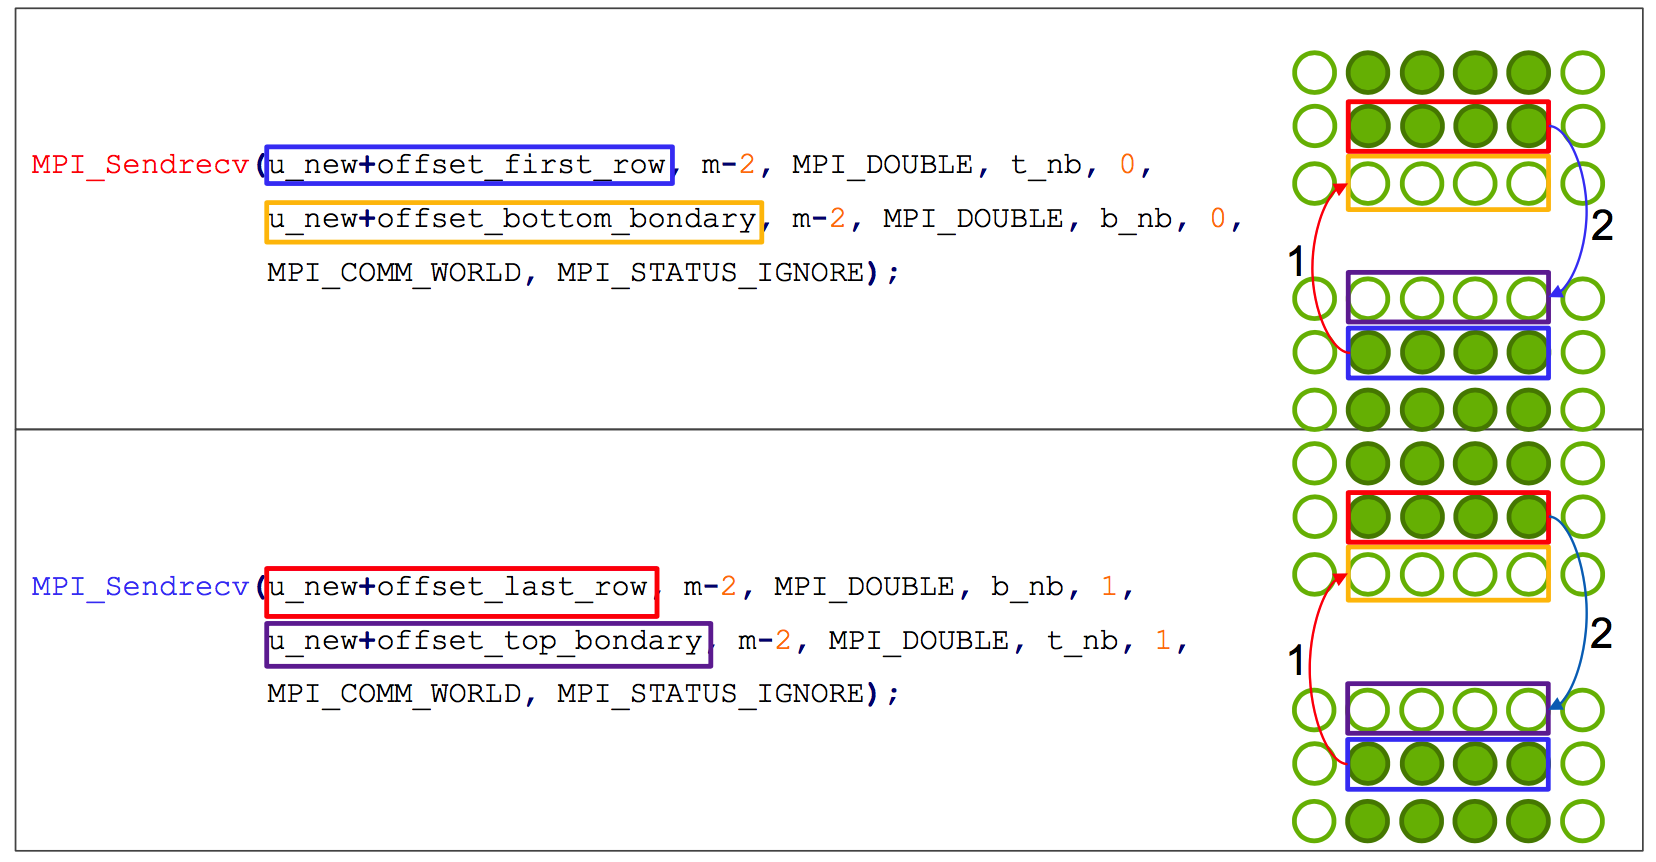 MPI_Sendrecv(u_new+offset_first_row, m-2, MPI_DOUBLE, t_nb, 0,
u_new+offset_bottom_bondary, m-2, MPI_DOUBLE, b_nb, 0,
MPI_COMM_WORLD, MPI_STATUS_IGNORE);
1
2
MPI_Sendrecv(u_new+offset_last_row, m-2, MPI_DOUBLE, b_nb, 1,
u_new+offset_top_bondary, m-2, MPI_DOUBLE, t_nb, 1,
MPI_COMM_WORLD, MPI_STATUS_IGNORE);
1
2